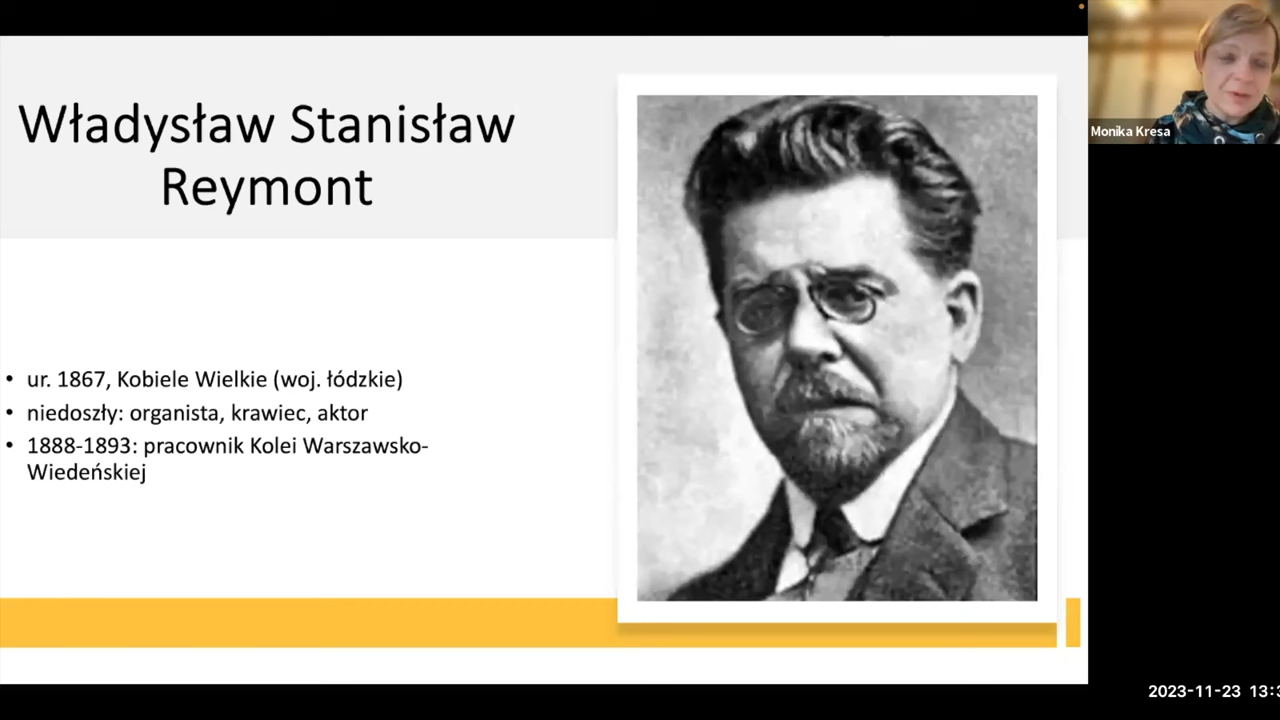 Władysław Stanisław
Reymont
• ur. 1867, Kobiele Wielkie (woj. łódzkie)
• niedoszły: organista, krawiec, aktor
• 1888-1893: pracownik Kolei Warszawsko-
Wiedeńskiej
Monika Kresa
2023-11-23 13:3